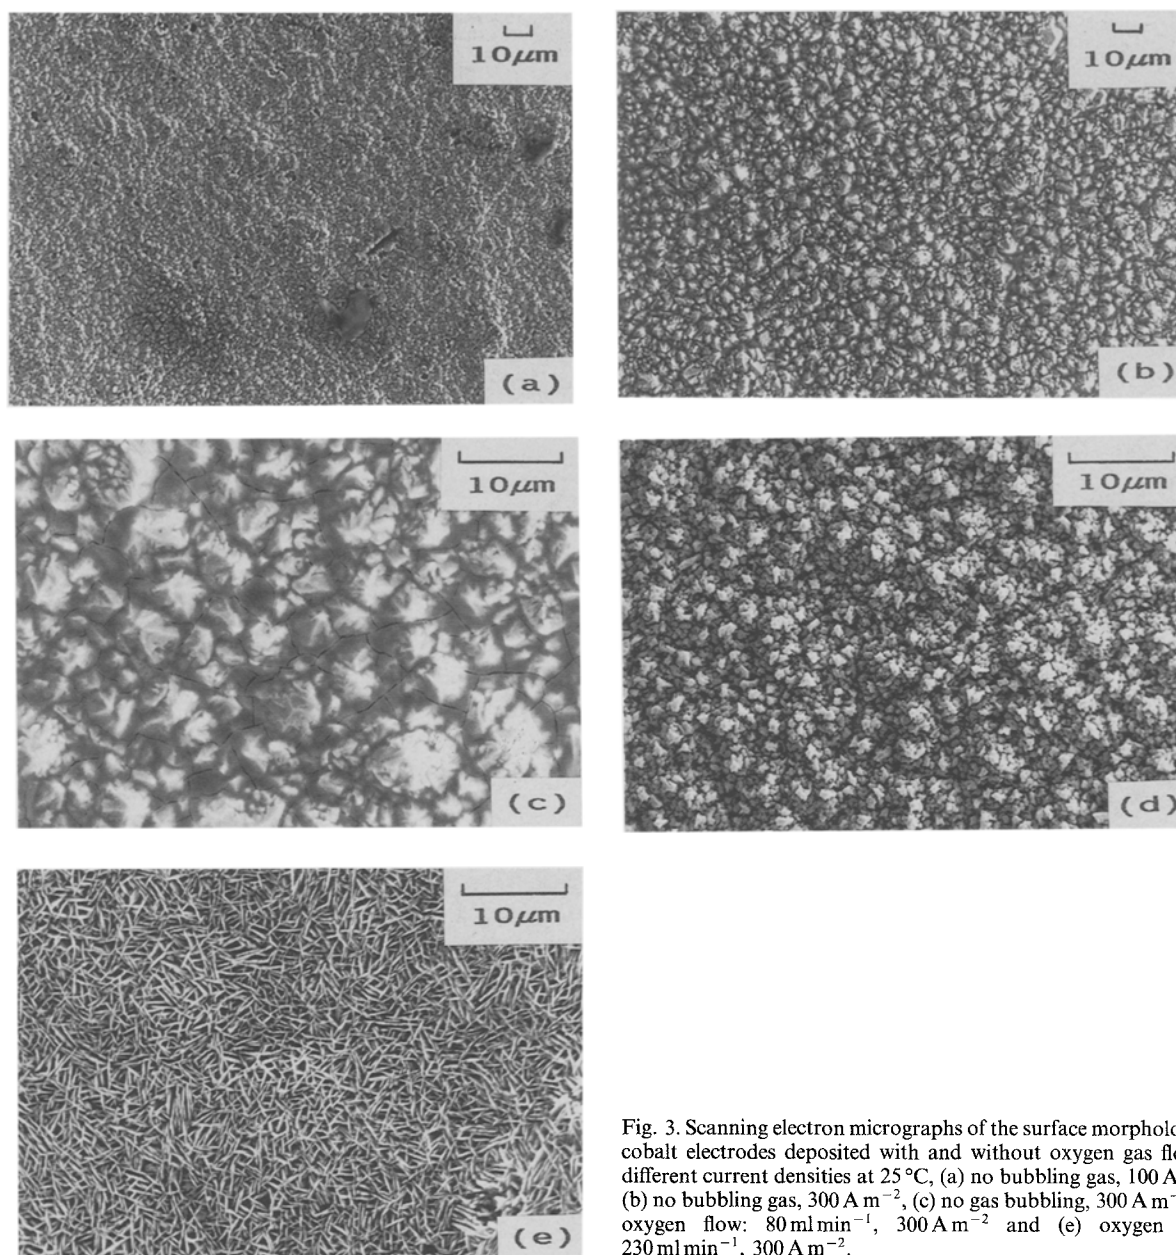 10μm
(a)
10μm
(b)
10μm
(c)
10μm
(d)
10μm
(e)
Fig. 3. Scanning electron micrographs of the surface
cobalt electrodes deposited with and without oxygen gas
different current densities at 25 °C, (a) no bubbling gas, 100 A
(b) no bubbling gas, 300 A m⁻², (c) no gas bubbling, 300 A m⁻
oxygen flow: 80 ml min⁻¹, 300 A m⁻² and (e) oxygen
230 ml min⁻¹, 300 A m⁻².